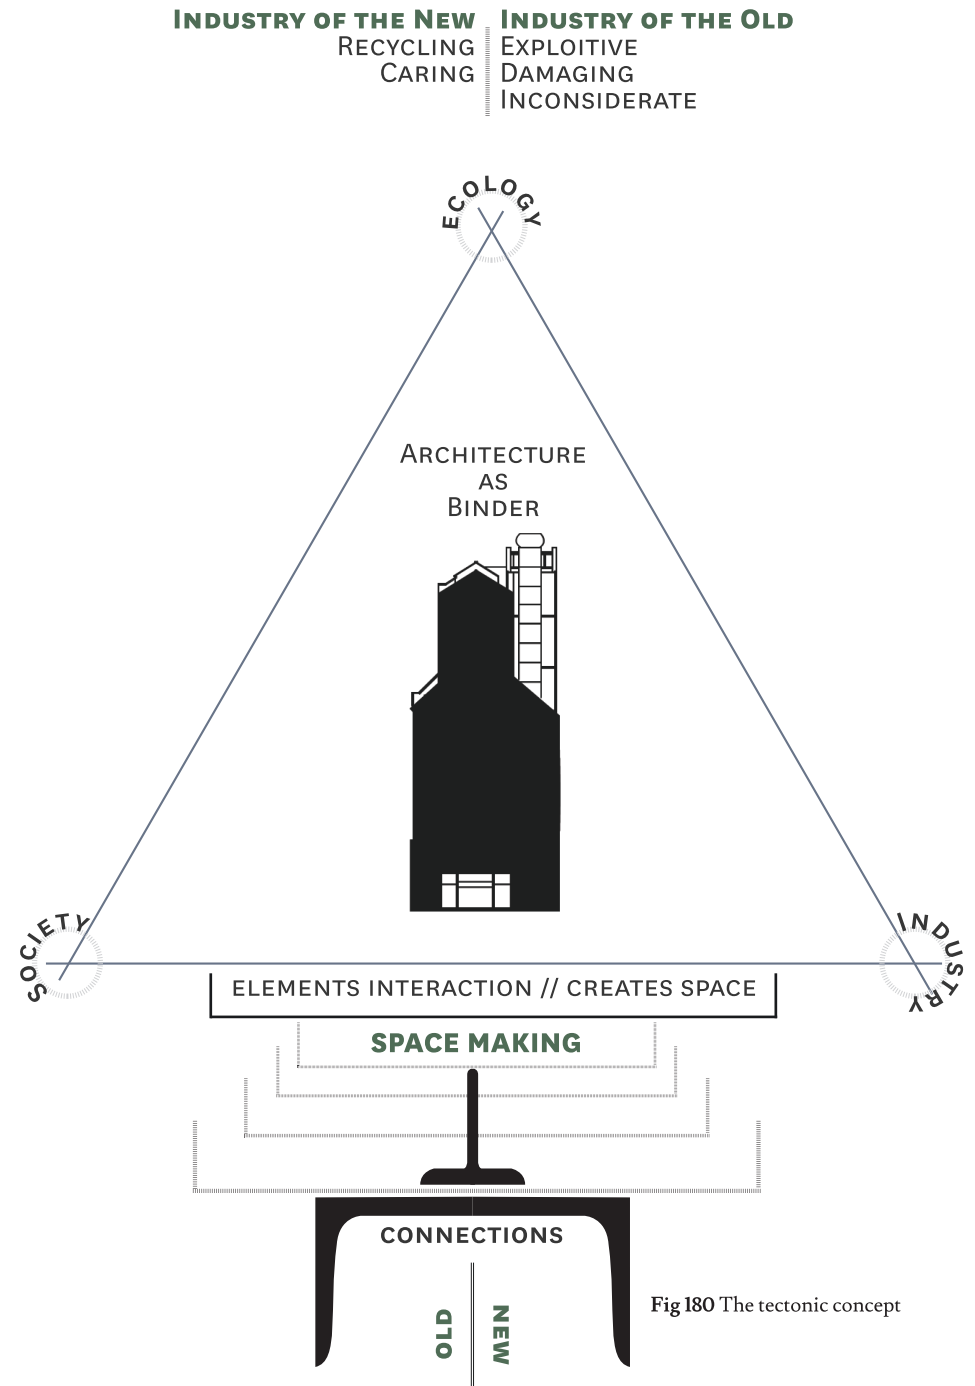 INDUSTRY OF THE NEW
RECYCLING
CARING
INDUSTRY OF THE OLD
EXPLOITIVE
DAMAGING
INCONSIDERATE
ECOLOGY
ARCHITECTURE
AS
BINDER
SOCIETY
INDUSTRY
ELEMENTS INTERACTION // CREATES SPACE
SPACE MAKING
CONNECTIONS
OLD
NEW
Fig 180 The tectonic concept